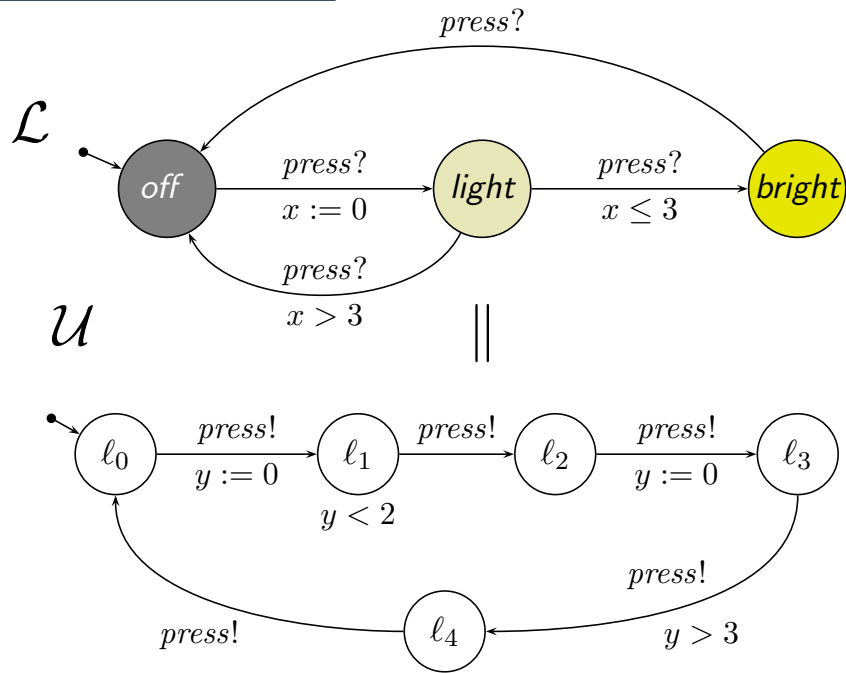 press?
ℒ
off
press?
x := 0
light
press?
x ≤ 3
bright
press?
x > 3
𝒰
||
ℓ0
press!
y := 0
ℓ1
y < 2
press!
ℓ2
press!
y := 0
ℓ3
press!
y > 3
ℓ4
press!